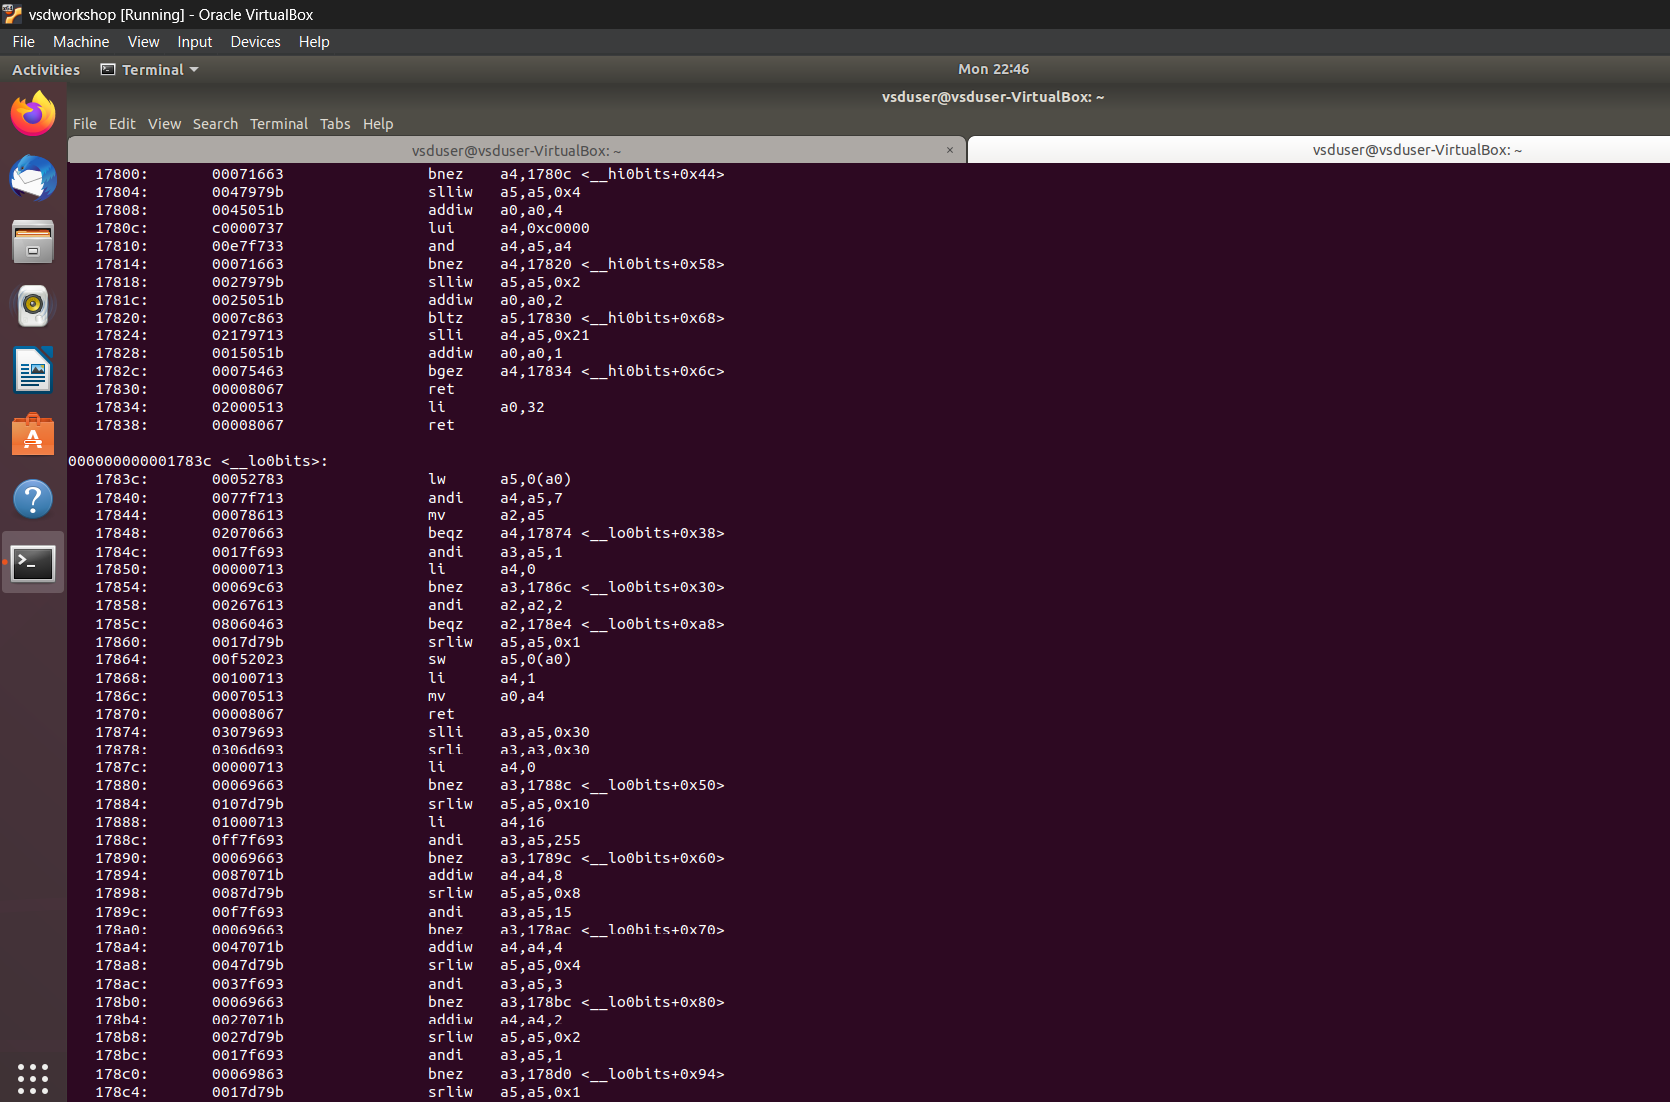 vsdworkshop [Running] - Oracle VirtualBox
File Machine View Input Devices Help
Activities Terminal Mon 22:46
vsduser@vsduser-VirtualBox: ~
File Edit View Search Terminal Tabs Help
vsduser@vsduser-VirtualBox: ~ × vsduser@vsduser-VirtualBox: ~
17800: 00071663 bnez a4,1780c <__hi0bits+0x44>
17804: 0047979b slliw a5,a5,0x4
17808: 0045051b addiw a0,a0,4
1780c: c0000737 lui a4,0xc0000
17810: 00e7f733 and a4,a5,a4
17814: 00071663 bnez a4,17820 <__hi0bits+0x58>
17818: 0027979b slliw a5,a5,0x2
1781c: 0025051b addiw a0,a0,2
17820: 0007c863 bltz a5,17830 <__hi0bits+0x68>
17824: 02179713 slli a4,a5,0x21
17828: 0015051b addiw a0,a0,1
1782c: 00075463 bgez a4,17834 <__hi0bits+0x6c>
17830: 00008067 ret
17834: 02000513 li a0,32
17838: 00008067 ret
000000000001783c <__lo0bits>:
1783c: 00052783 lw a5,0(a0)
17840: 0077f713 andi a4,a5,7
17844: 00078613 mv a2,a5
17848: 02070663 beqz a4,17874 <__lo0bits+0x38>
1784c: 0017f693 andi a3,a5,1
17850: 00000713 li a4,0
17854: 00069c63 bnez a3,1786c <__lo0bits+0x30>
17858: 00267613 andi a2,a2,2
1785c: 08060463 beqz a2,178e4 <__lo0bits+0xa8>
17860: 0017d79b srliw a5,a5,0x1
17864: 00f52023 sw a5,0(a0)
17868: 00100713 li a4,1
1786c: 00070513 mv a0,a4
17870: 00008067 ret
17874: 03079693 slli a3,a5,0x30
17878: 0306d693 srli a3,a3,0x30
1787c: 00000713 li a4,0
17880: 00069663 bnez a3,1788c <__lo0bits+0x50>
17884: 0107d79b srliw a5,a5,0x10
17888: 01000713 li a4,16
1788c: 0ff7f693 andi a3,a5,255
17890: 00069663 bnez a3,1789c <__lo0bits+0x60>
17894: 0087071b addiw a4,a4,8
17898: 0087d79b srliw a5,a5,0x8
1789c: 00f7f693 andi a3,a5,15
178a0: 00069663 bnez a3,178ac <__lo0bits+0x70>
178a4: 0047071b addiw a4,a4,4
178a8: 0047d79b srliw a5,a5,0x4
178ac: 0037f693 andi a3,a5,3
178b0: 00069663 bnez a3,178bc <__lo0bits+0x80>
178b4: 0027071b addiw a4,a4,2
178b8: 0027d79b srliw a5,a5,0x2
178bc: 0017f693 andi a3,a5,1
178c0: 00069863 bnez a3,178d0 <__lo0bits+0x94>
178c4: 0017d79b srliw a5,a5,0x1